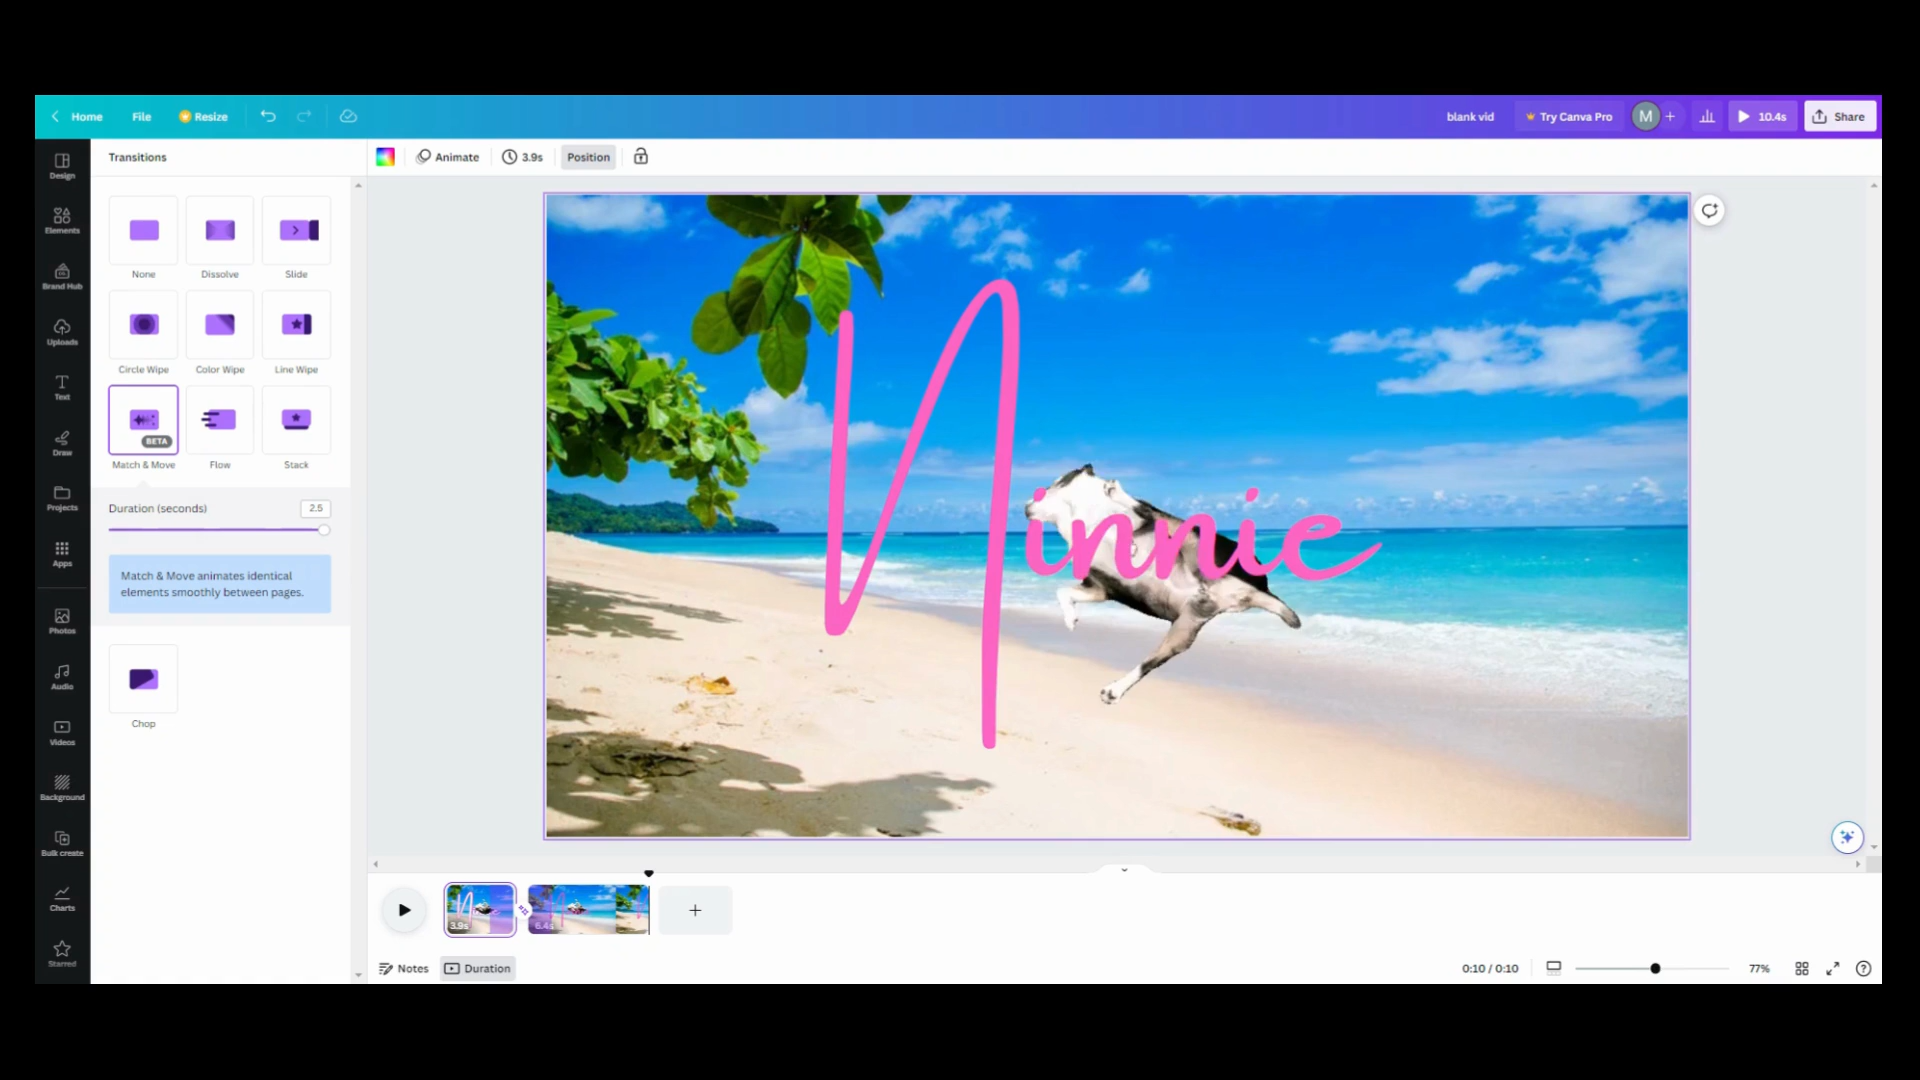 Home File Resize blank vid Try Canva Pro M + 10.4s Share
Transitions
Animate 3.9s Position
Design
Elements
Brand Hub
Uploads
Text
Draw
Projects
Apps
Photos
Audio
Videos
Background
Bulk create
Charts
Starred
None Dissolve Slide
Circle Wipe Color Wipe Line Wipe
BETA
Match & Move Flow Stack
Duration (seconds) 2.5
Match & Move animates identical
elements smoothly between pages.
Chop
Ninnie
3.9s 6.4s +
Notes Duration 0:10 / 0:10 77% ?